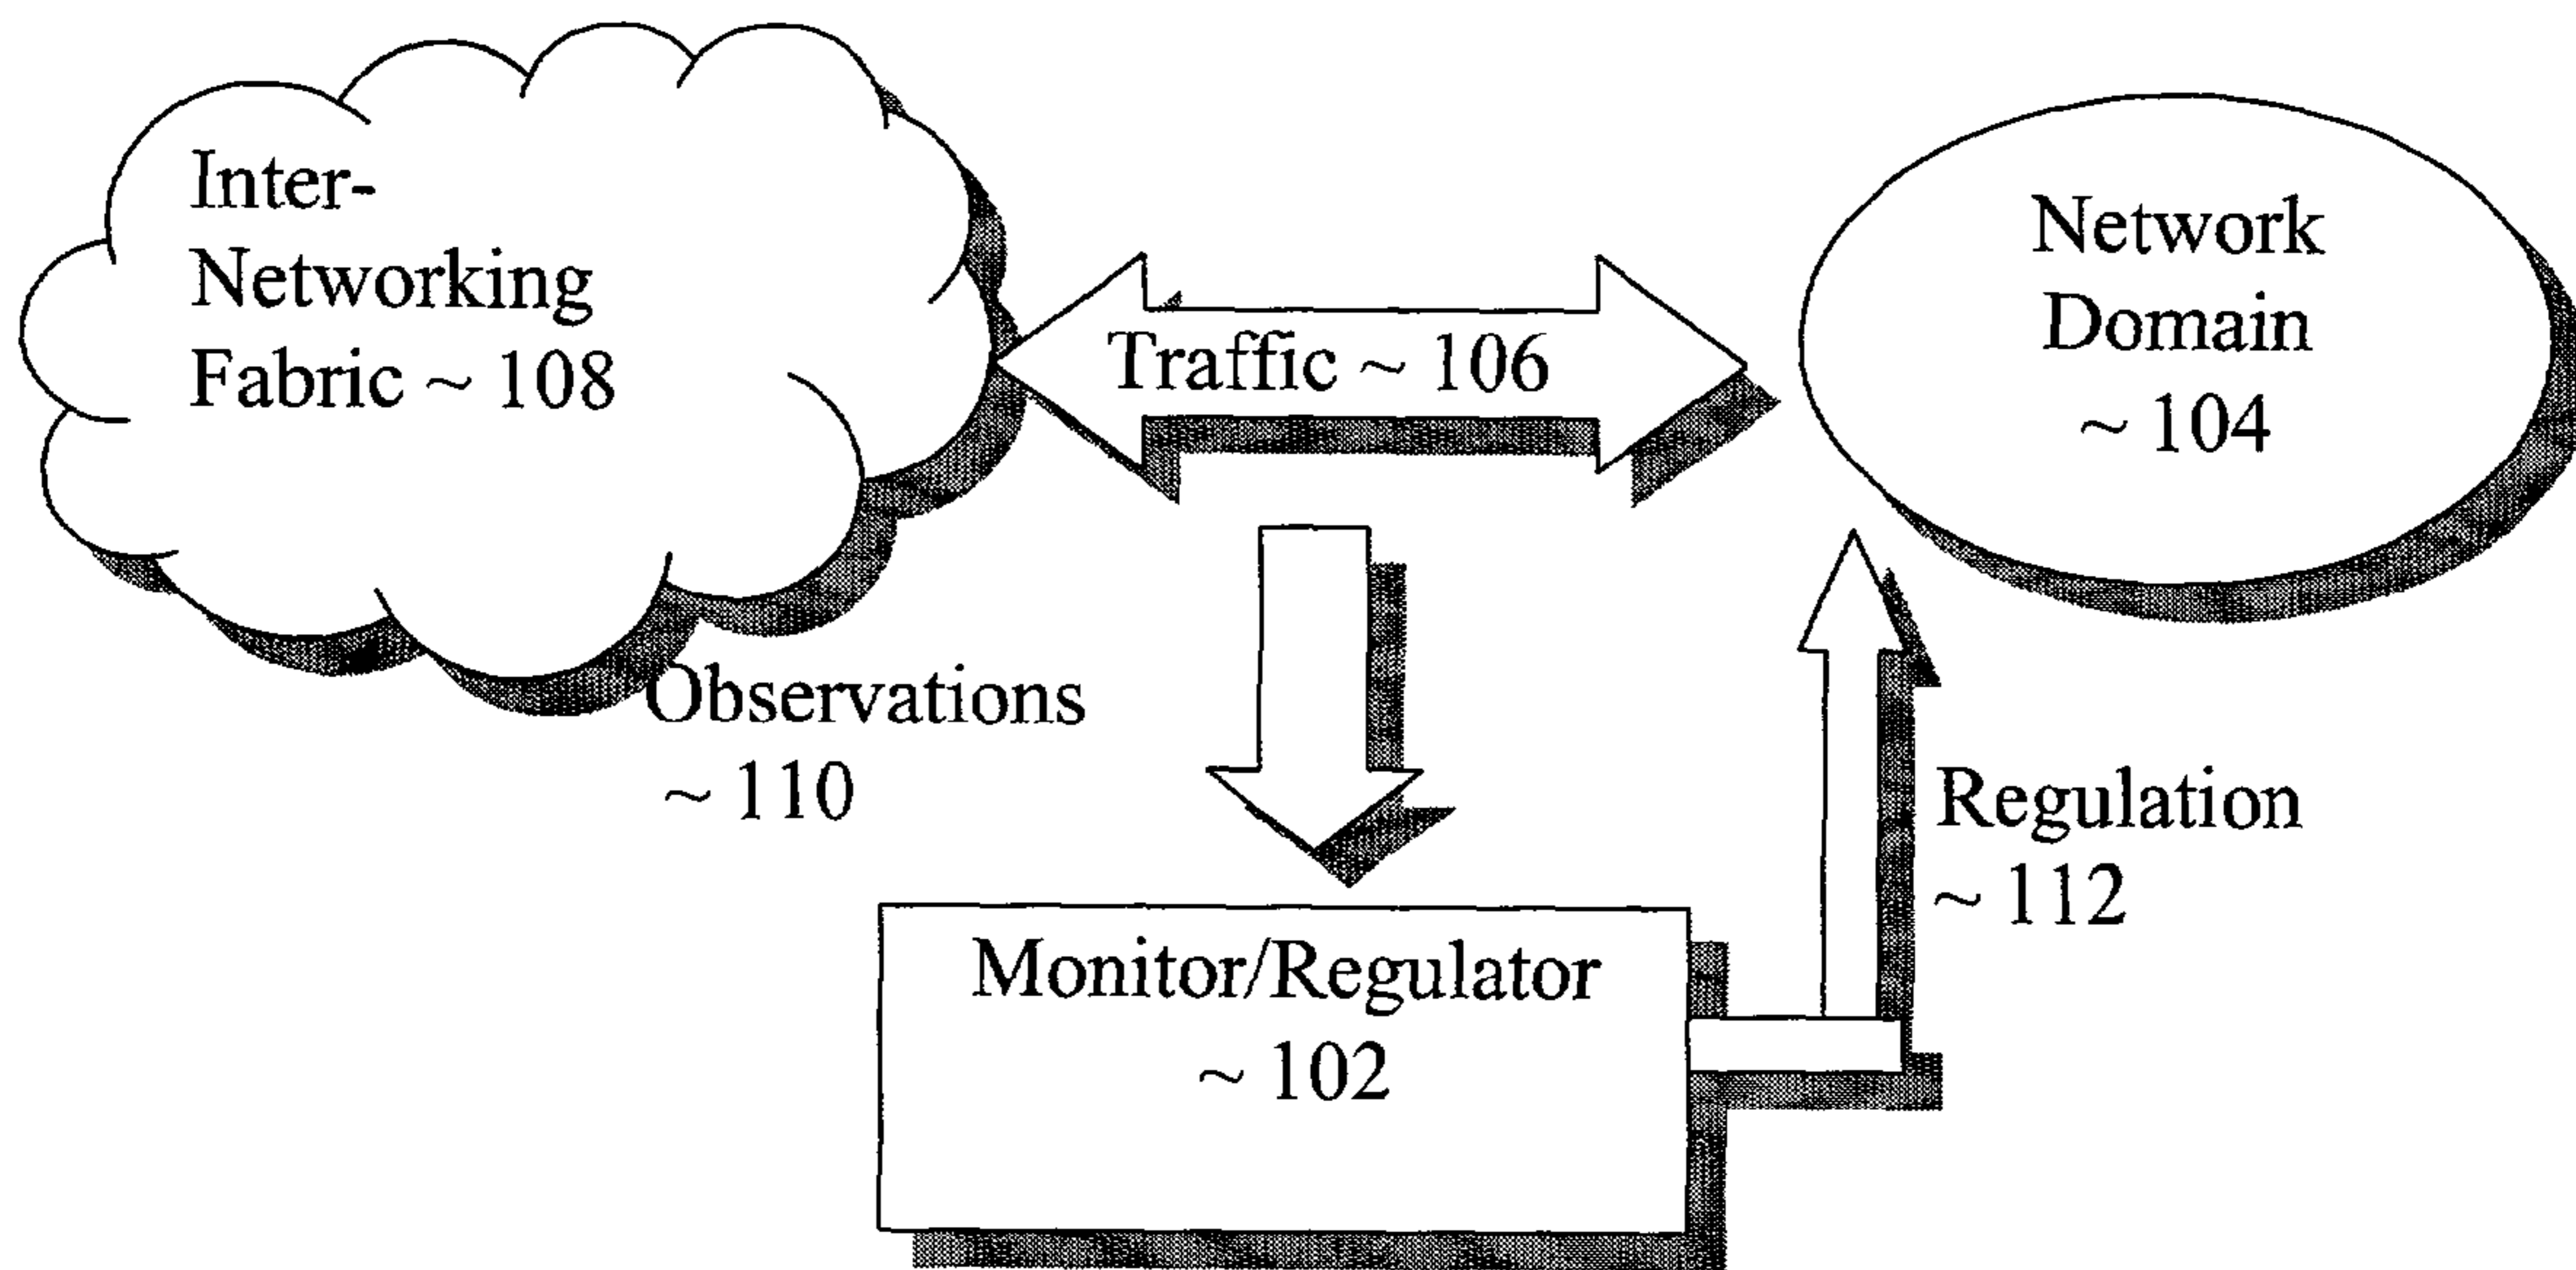 Inter-
Networking
Fabric ~ 108
Traffic ~ 106
Network
Domain
~ 104
Observations
~ 110
Regulation
~ 112
Monitor/Regulator
~ 102